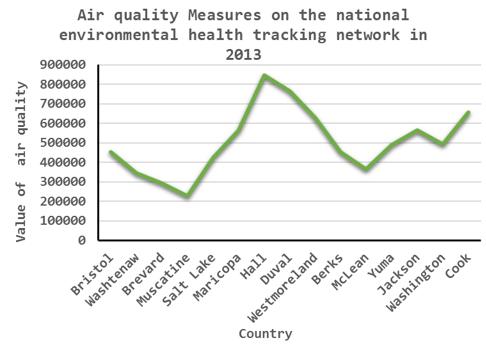 Air quality Measures on the national
environmental health tracking network in
2013
900000
800000
700000
600000
500000
400000
300000
200000
100000
0
Value of  air quality
Bristol
Washtenaw
Brevard
Muscatine
Salt Lake
Maricopa
Hall
Duval
Westmoreland
Berks
McLean
Yuma
Jackson
Washington
Cook
Country